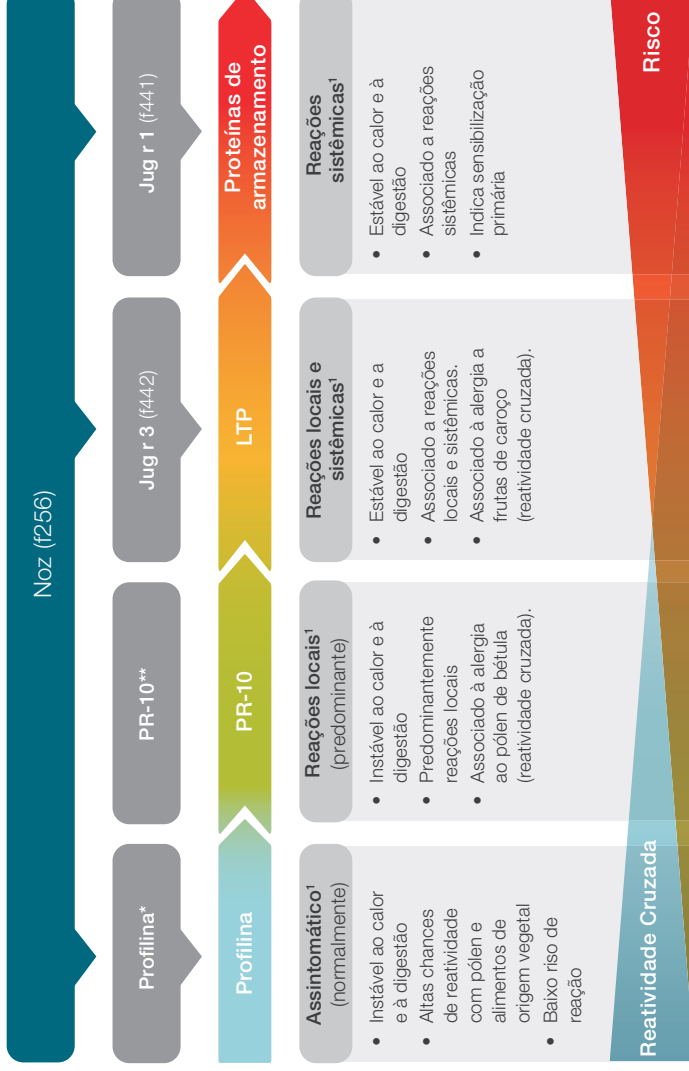 Noz (f256)
Profilina*
PR-10**
Jug r 3 (f442)
Jug r 1 (f441)
Profilina
PR-10
LTP
Proteínas de
armazenamento
Assintomático¹
(normalmente)
• Instável ao calor
e à digestão
• Altas chances
de reatividade
com pólen e
alimentos de
origem vegetal
• Baixo riso de
reação
Reações locais¹
(predominante)
• Instável ao calor e à
digestão
• Predominantemente
reações locais
• Associado à alergia
ao pólen de bétula
(reatividade cruzada).
Reações locais e
sistêmicas¹
• Estável ao calor e a
digestão
• Associado a reações
locais e sistêmicas.
• Associado à alergia a
frutas de caroço
(reatividade cruzada).
Reações
sistêmicas¹
• Estável ao calor e à
digestão
• Associado a reações
sistêmicas
• Indica sensibilização
primária
Reatividade Cruzada
Risco